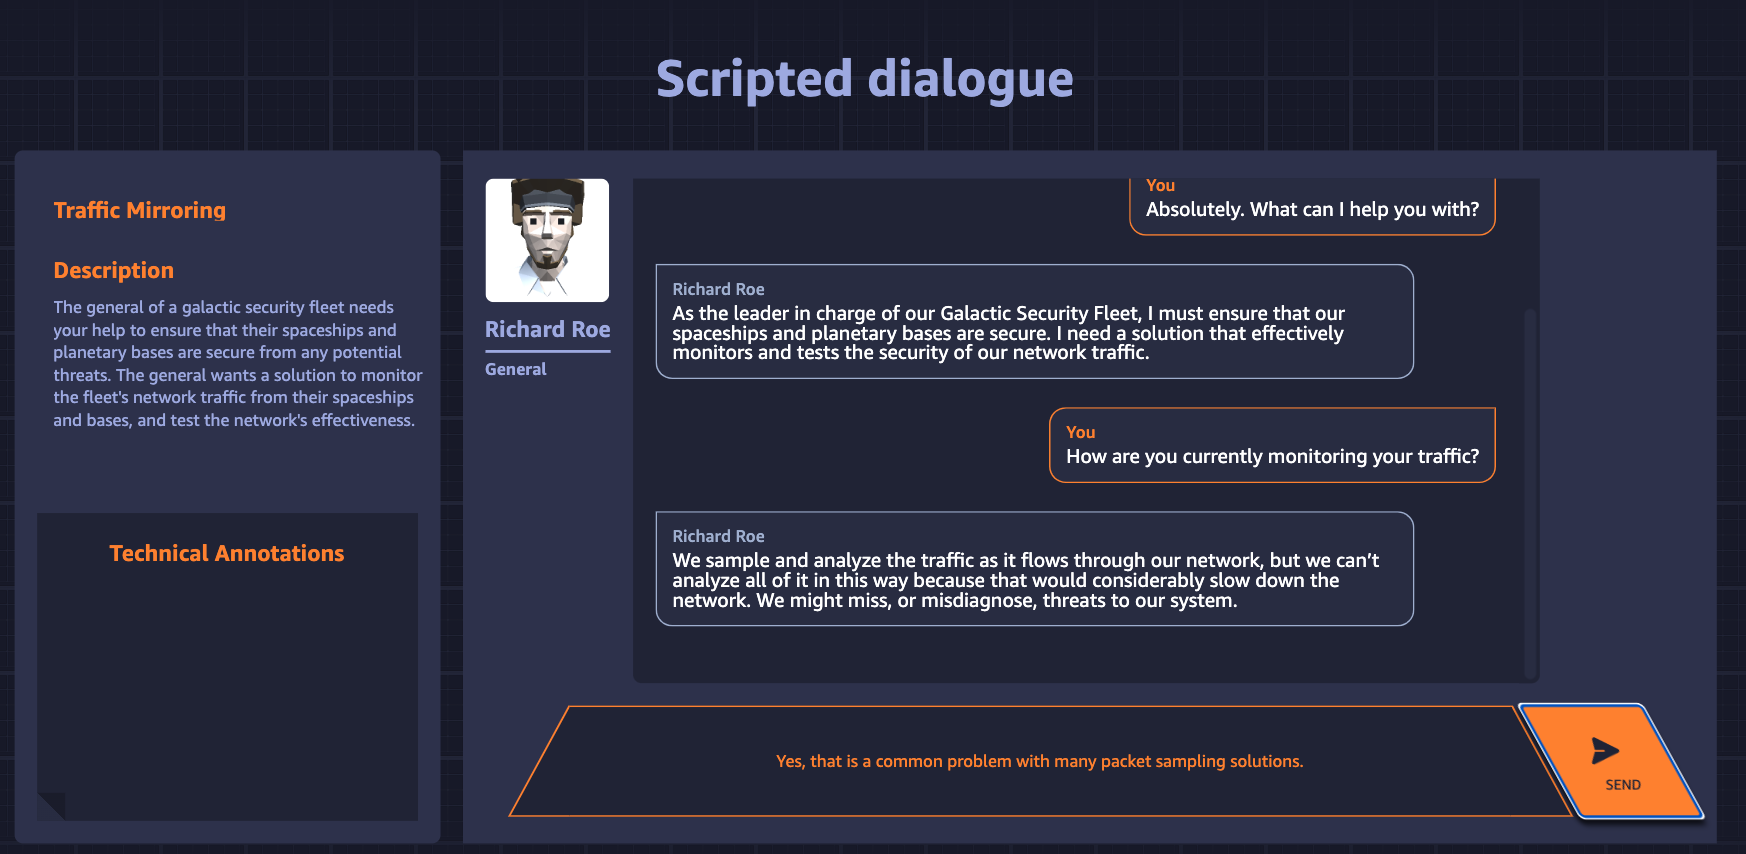 Scripted dialogue
Traffic Mirroring
Description
The general of a galactic security fleet needs
your help to ensure that their spaceships and
planetary bases are secure from any potential
threats. The general wants a solution to monitor
the fleet's network traffic from their spaceships
and bases, and test the network's effectiveness.
Technical Annotations
Richard Roe
General
You
Absolutely. What can I help you with?
Richard Roe
As the leader in charge of our Galactic Security Fleet, I must ensure that our
spaceships and planetary bases are secure. I need a solution that effectively
monitors and tests the security of our network traffic.
You
How are you currently monitoring your traffic?
Richard Roe
We sample and analyze the traffic as it flows through our network, but we can’t
analyze all of it in this way because that would considerably slow down the
network. We might miss, or misdiagnose, threats to our system.
Yes, that is a common problem with many packet sampling solutions.
SEND